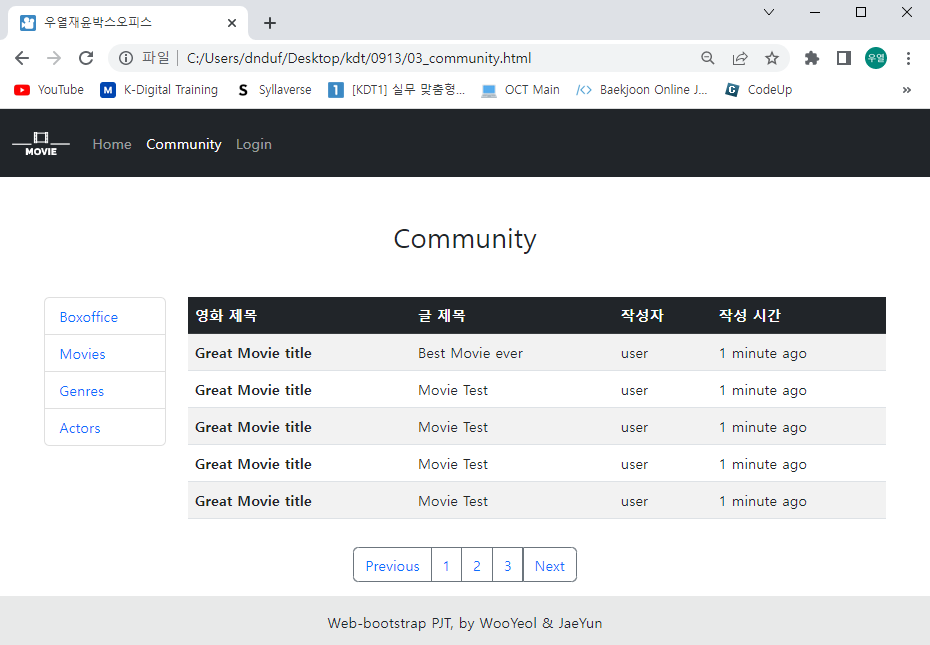 우열재윤박스오피스
파일 C:/Users/dnduf/Desktop/kdt/0913/03_community.html 우열
YouTube M K-Digital Training S Syllaverse 1 [KDT1] 실무 맞춤형... OCT Main Baekjoon Online J... CodeUp »
MOVIE Home Community Login
Community
Boxoffice
Movies
Genres
Actors
영화 제목 글 제목 작성자 작성 시간
Great Movie title Best Movie ever user 1 minute ago
Great Movie title Movie Test user 1 minute ago
Great Movie title Movie Test user 1 minute ago
Great Movie title Movie Test user 1 minute ago
Great Movie title Movie Test user 1 minute ago
Previous 1 2 3 Next
Web-bootstrap PJT, by WooYeol & JaeYun